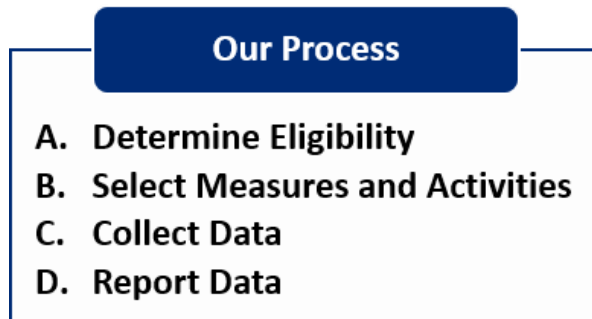 Our Process
A. Determine Eligibility
B. Select Measures and Activities
C. Collect Data
D. Report Data